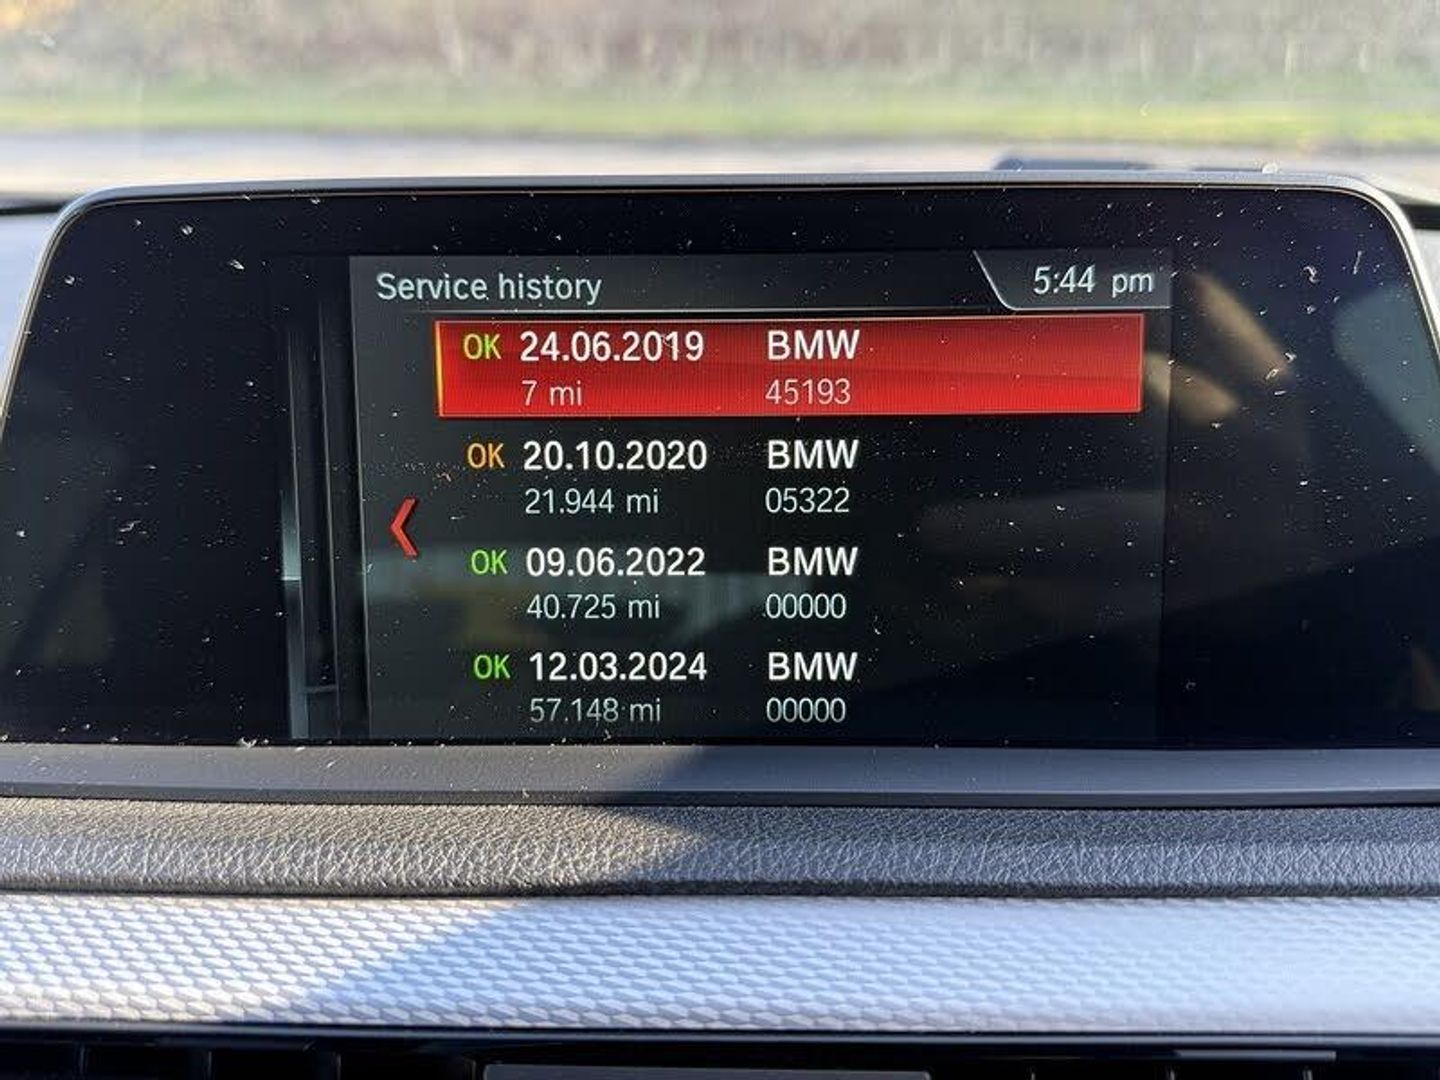 Service history 5:44 pm
OK 24.06.2019 BMW
7 mi 45193
OK 20.10.2020 BMW
21.944 mi 05322
OK 09.06.2022 BMW
40.725 mi 00000
OK 12.03.2024 BMW
57.148 mi 00000